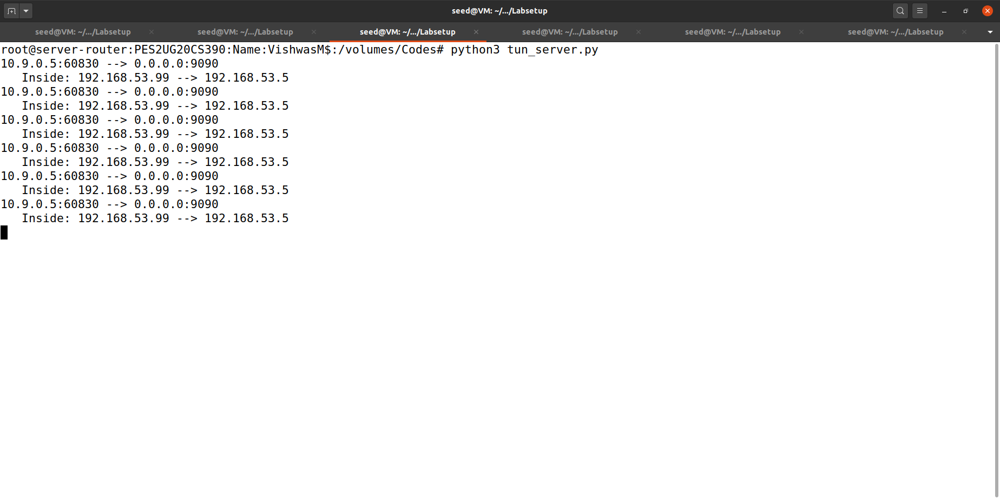 seed@VM: ~/.../Labsetup
seed@VM: ~/.../Labsetup
seed@VM: ~/.../Labsetup
seed@VM: ~/.../Labsetup
seed@VM: ~/.../Labsetup
seed@VM: ~/.../Labsetup
seed@VM: ~/.../Labsetup
root@server-router:PES2UG20CS390:Name:VishwasM$:/volumes/Codes# python3 tun_server.py
10.9.0.5:60830 --> 0.0.0.0:9090
   Inside: 192.168.53.99 --> 192.168.53.5
10.9.0.5:60830 --> 0.0.0.0:9090
   Inside: 192.168.53.99 --> 192.168.53.5
10.9.0.5:60830 --> 0.0.0.0:9090
   Inside: 192.168.53.99 --> 192.168.53.5
10.9.0.5:60830 --> 0.0.0.0:9090
   Inside: 192.168.53.99 --> 192.168.53.5
10.9.0.5:60830 --> 0.0.0.0:9090
   Inside: 192.168.53.99 --> 192.168.53.5
10.9.0.5:60830 --> 0.0.0.0:9090
   Inside: 192.168.53.99 --> 192.168.53.5